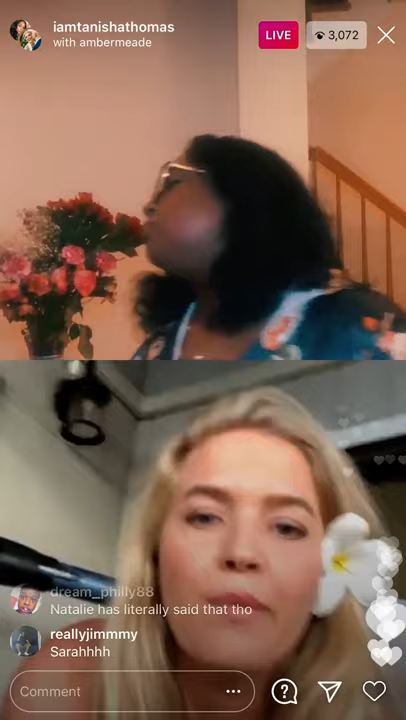 iamtanishathomas
with ambermeade
LIVE
3,072
dream_philly88
Natalie has literally said that tho
reallyjimmmy
Sarahhhh
Comment